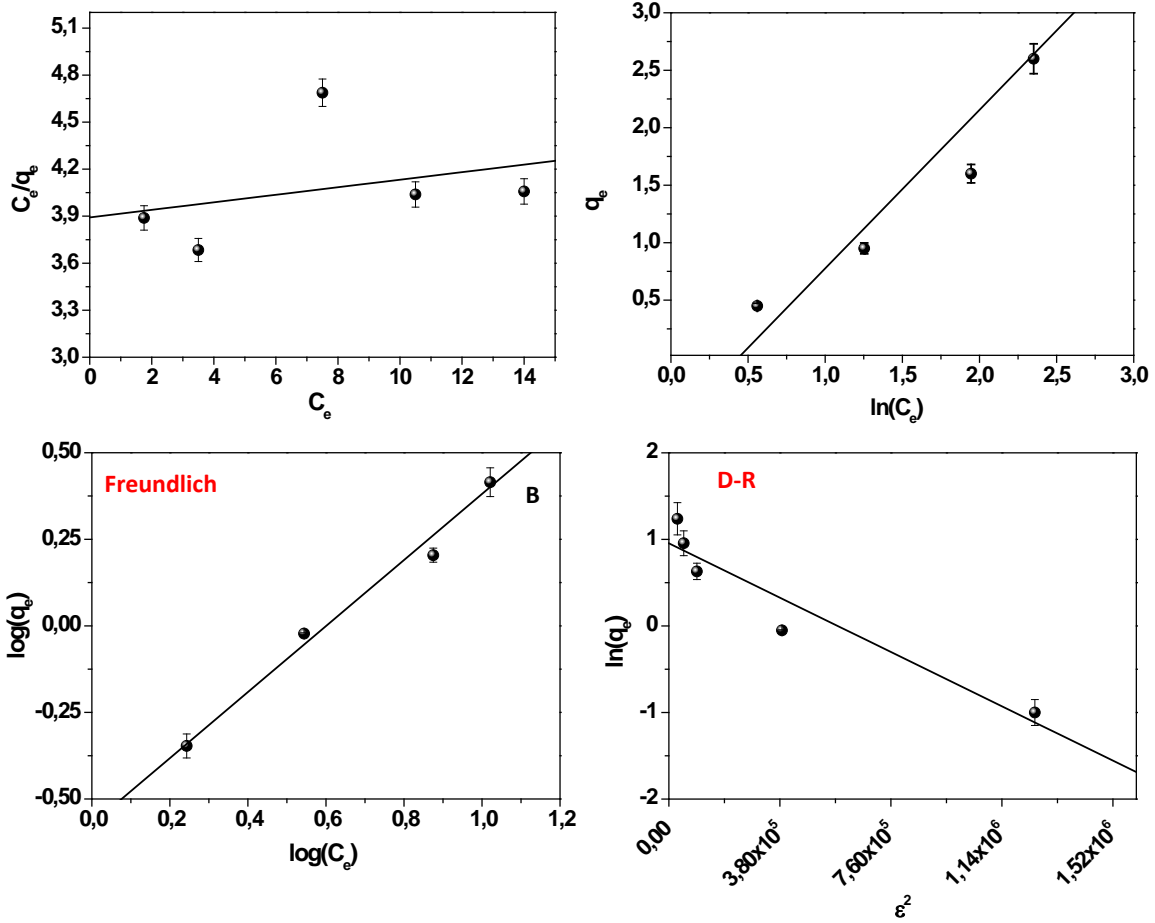 5,1
4,8
4,5
4,2
3,9
3,6
3,3
3,0
C_e/q_e
0 2 4 6 8 10 12 14
C_e
3,0
2,5
2,0
1,5
1,0
0,5
q_e
0,0 0,5 1,0 1,5 2,0 2,5 3,0
ln(C_e)
0,50
0,25
0,00
-0,25
-0,50
log(q_e)
Freundlich
B
0,0 0,2 0,4 0,6 0,8 1,0 1,2
log(C_e)
2
1
0
-1
-2
ln(q_e)
D-R
0,00 3,80x10^5 7,60x10^5 1,14x10^6 1,52x10^6
ε^2